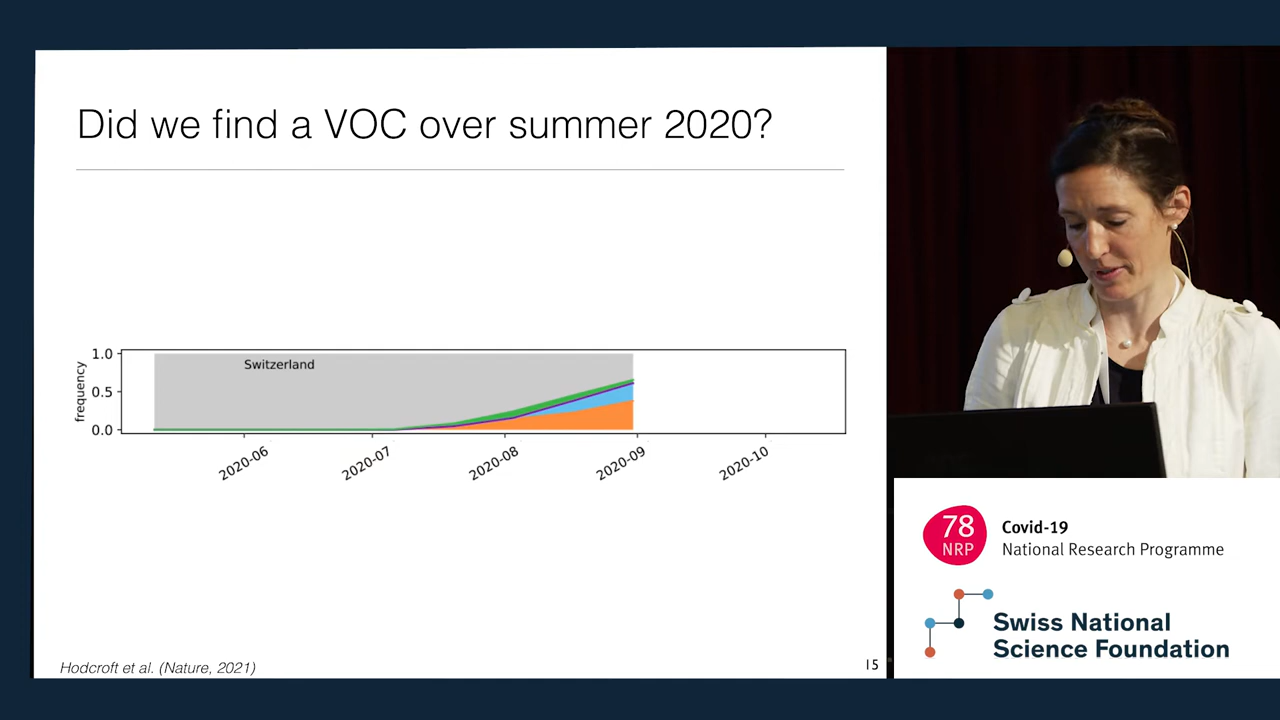 Did we find a VOC over summer 2020?
Switzerland
frequency
1.0
0.5
0.0
2020-06
2020-07
2020-08
2020-09
2020-10
Hodcroft et al. (Nature, 2021)
15
78
NRP
Covid-19
National Research Programme
Swiss National
Science Foundation